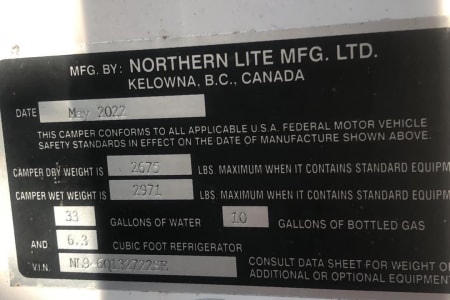 MFG. BY: NORTHERN LITE MFG. LTD.
KELOWNA, B.C., CANADA
DATE May 2022
THIS CAMPER CONFORMS TO ALL APPLICABLE U.S.A. FEDERAL MOTOR VEHICLE
SAFETY STANDARDS IN EFFECT ON THE DATE OF MANUFACTURE SHOWN ABOVE.
CAMPER DRY WEIGHT IS 2675 LBS. MAXIMUM WHEN IT CONTAINS STANDARD EQUIPM
CAMPER WET WEIGHT IS 2971 LBS. MAXIMUM WHEN IT CONTAINS STANDARD EQUIP
33 GALLONS OF WATER 10 GALLONS OF BOTTLED GAS
AND 6.3 CUBIC FOOT REFRIGERATOR
V.I.N. CONSULT DATA SHEET FOR WEIGHT OF
ADDITIONAL OR OPTIONAL EQUIPMENT